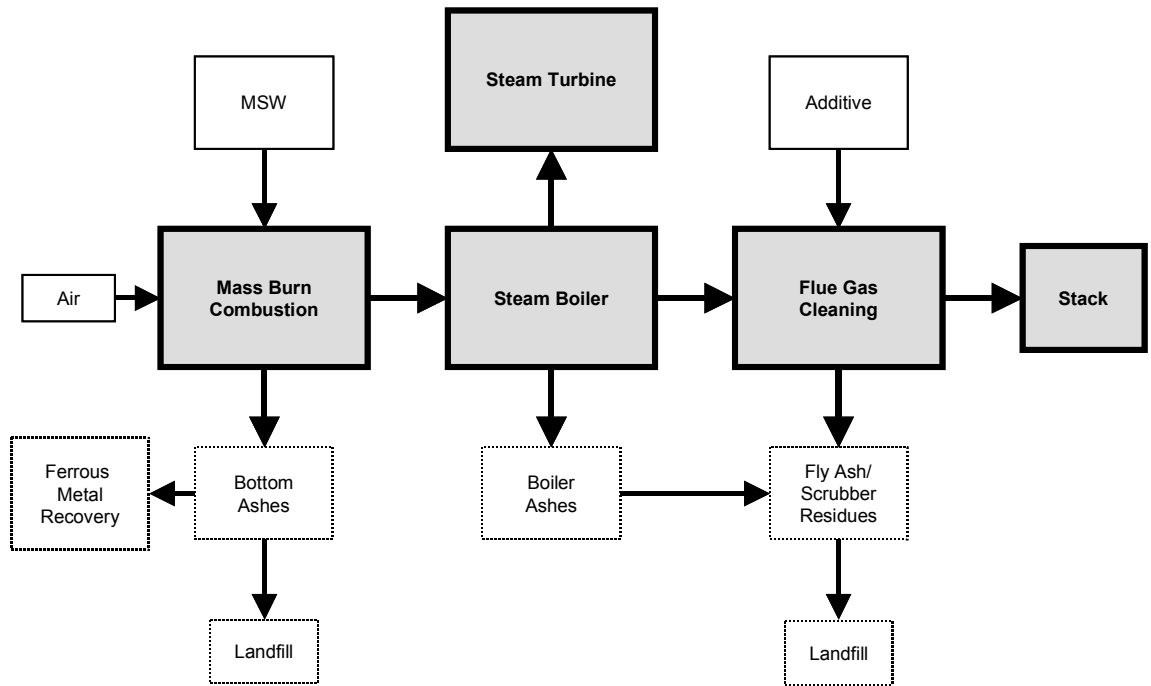 Steam Turbine
MSW
Additive
Air
Mass Burn
Combustion
Steam Boiler
Flue Gas
Cleaning
Stack
Ferrous
Metal
Recovery
Bottom
Ashes
Boiler
Ashes
Fly Ash/
Scrubber
Residues
Landfill
Landfill